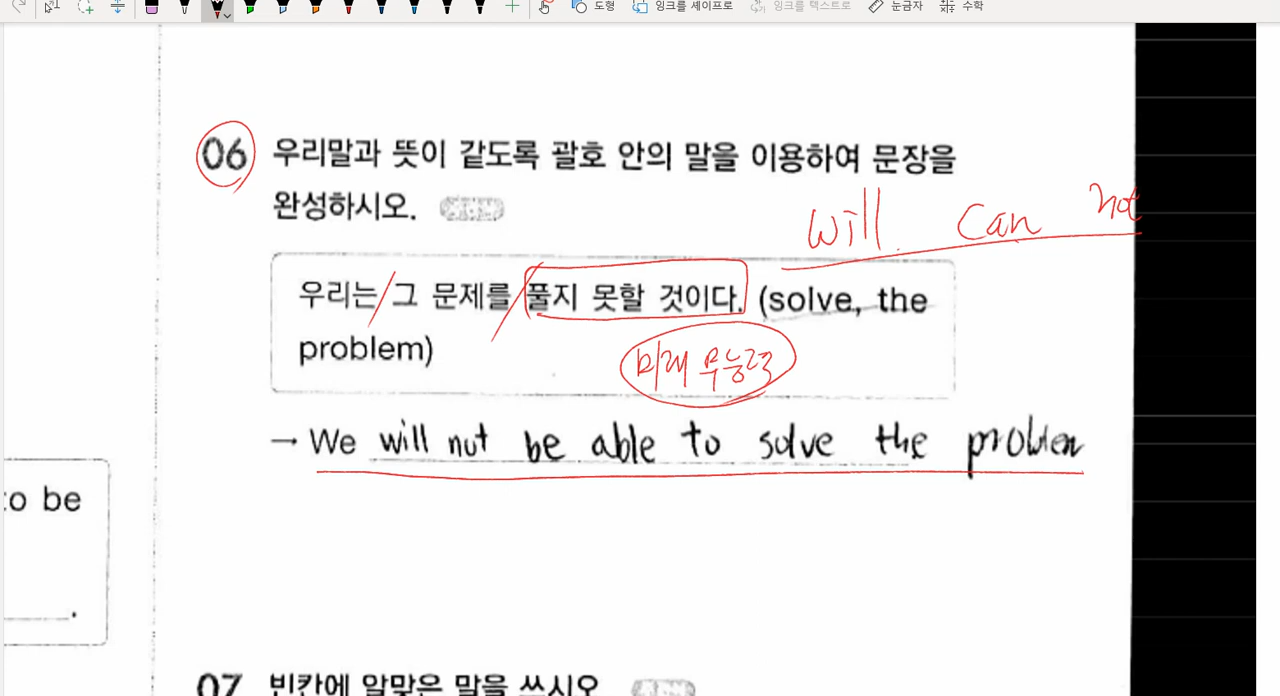 도형 잉크를 셰이프로 잉크를 텍스트로 눈금자 수학
06 우리말과 뜻이 같도록 괄호 안의 말을 이용하여 문장을
완성하시오.
will can not
우리는/그 문제를/풀지 못할 것이다. (solve, the
problem)
미래 무능력
→ We will not be able to solve the problem
to be
.
07 빈칸에 알맞은 말을 쓰시오